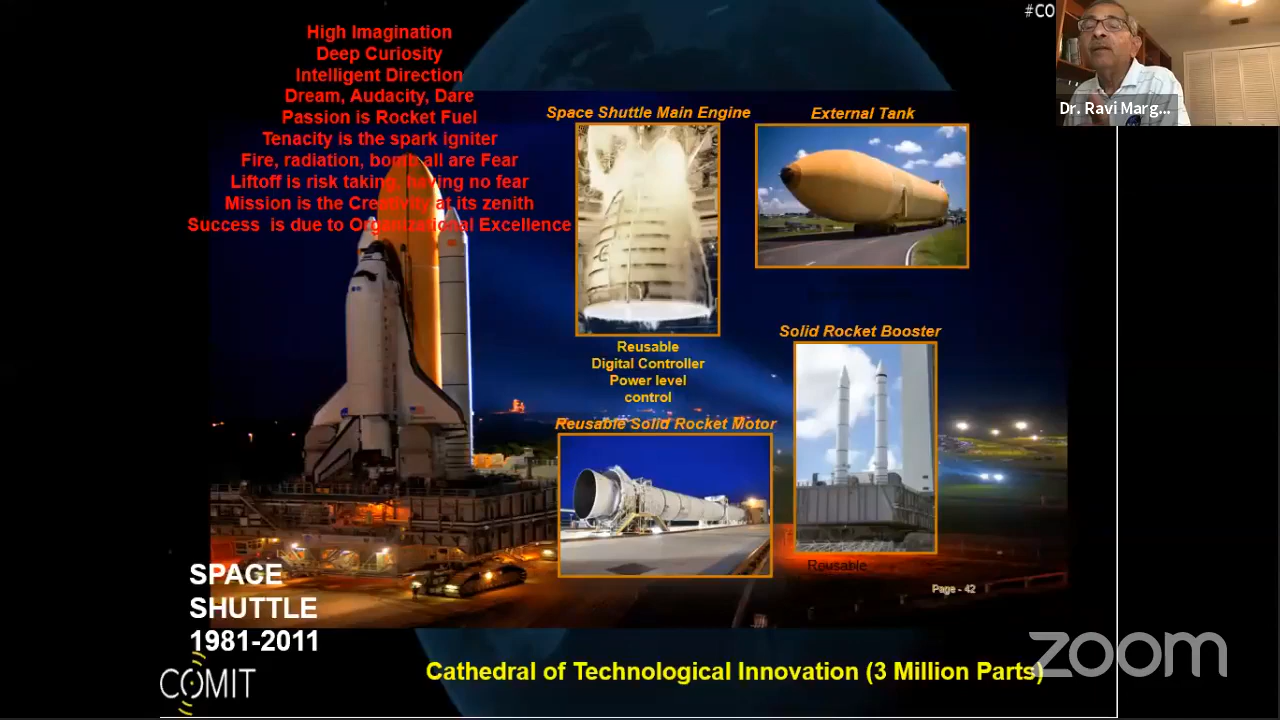 High Imagination
Deep Curiosity
Intelligent Direction
Dream, Audacity, Dare
Passion is Rocket Fuel
Tenacity is the spark igniter
Fire, radiation, bomb all are Fear
Liftoff is risk taking, having no fear
Mission is the Creativity at its zenith
Success is due to Organizational Excellence
Space Shuttle Main Engine
Reusable
Digital Controller
Power level
control
External Tank
Solid Rocket Booster
Reusable
Reusable Solid Rocket Motor
Page - 42
SPACE
SHUTTLE
1981-2011
COMIT
Cathedral of Technological Innovation (3 Million Parts)
#CO
Dr. Ravi Marg...
zoom